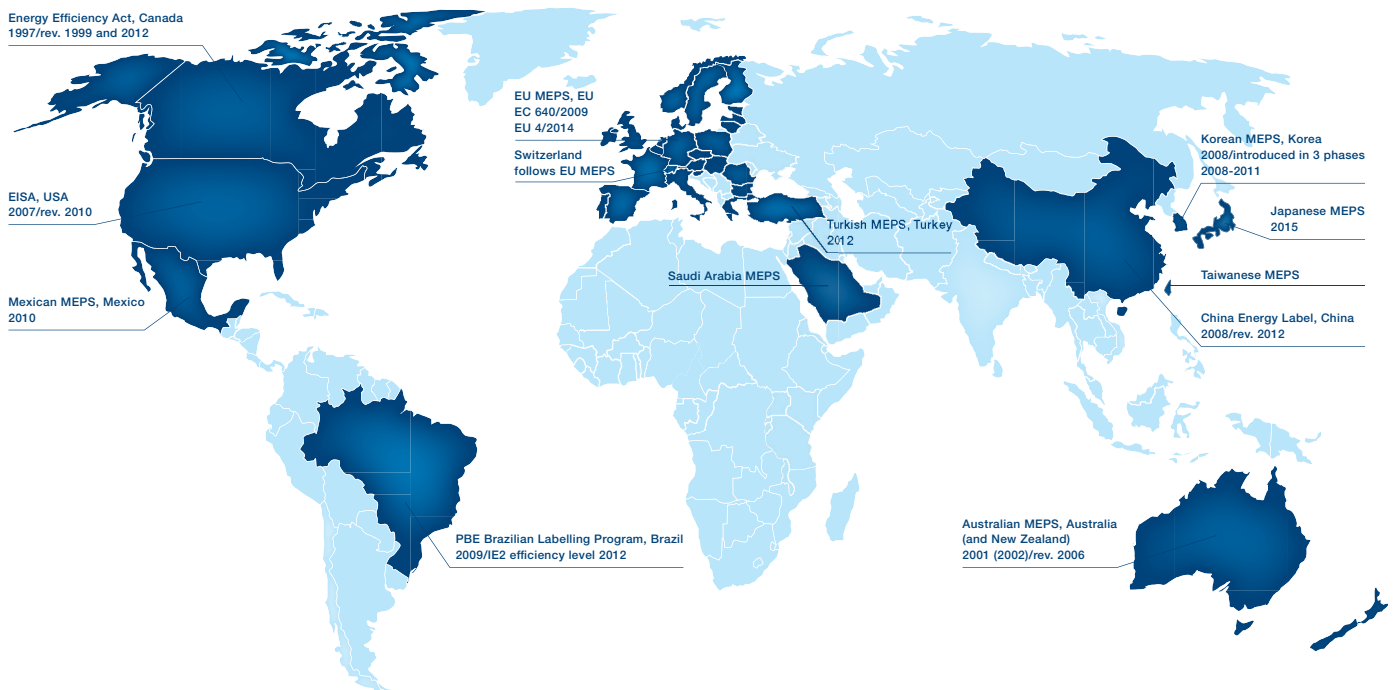 Energy Efficiency Act, Canada
1997/rev. 1999 and 2012
EISA, USA
2007/rev. 2010
Mexican MEPS, Mexico
2010
PBE Brazilian Labelling Program, Brazil
2009/IE2 efficiency level 2012
EU MEPS, EU
EC 640/2009
EU 4/2014
Switzerland
follows EU MEPS
Turkish MEPS, Turkey
2012
Saudi Arabia MEPS
Korean MEPS, Korea
2008/introduced in 3 phases
2008-2011
Japanese MEPS
2015
Taiwanese MEPS
China Energy Label, China
2008/rev. 2012
Australian MEPS, Australia
(and New Zealand)
2001 (2002)/rev. 2006